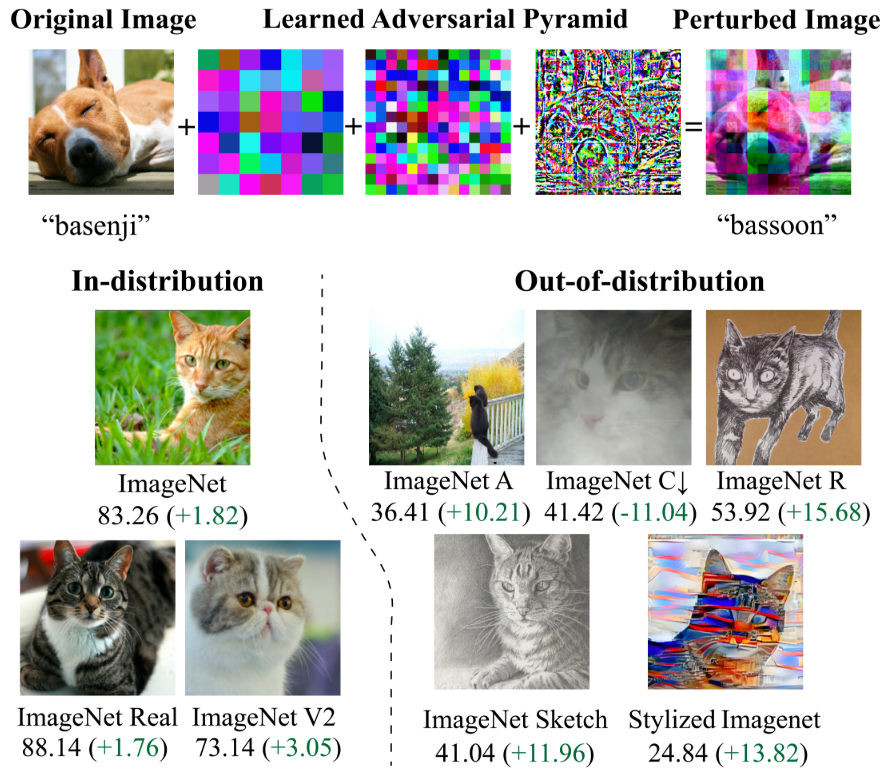 Original Image Learned Adversarial Pyramid Perturbed Image
+ + + =
“basenji” “bassoon”
In-distribution Out-of-distribution
ImageNet
83.26 (+1.82)
ImageNet A ImageNet C↓ ImageNet R
36.41 (+10.21) 41.42 (-11.04) 53.92 (+15.68)
ImageNet Real ImageNet V2
88.14 (+1.76) 73.14 (+3.05)
ImageNet Sketch Stylized Imagenet
41.04 (+11.96) 24.84 (+13.82)